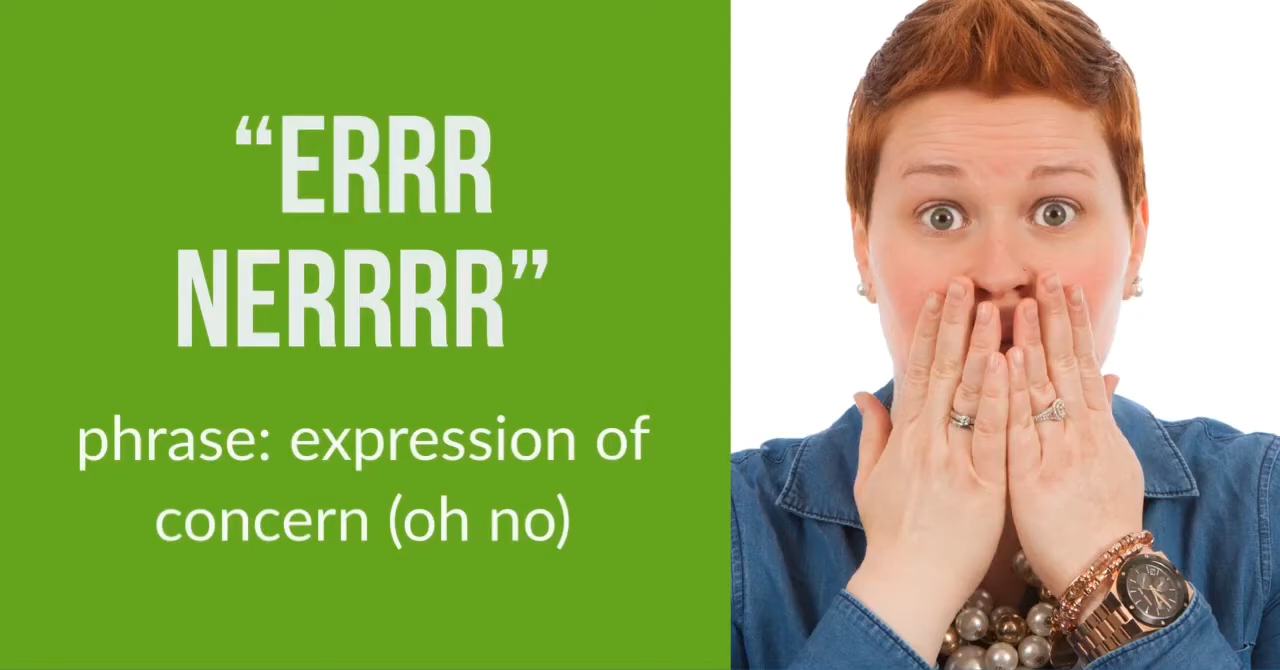 “ERRR
NERRRR”
phrase: expression of
concern (oh no)